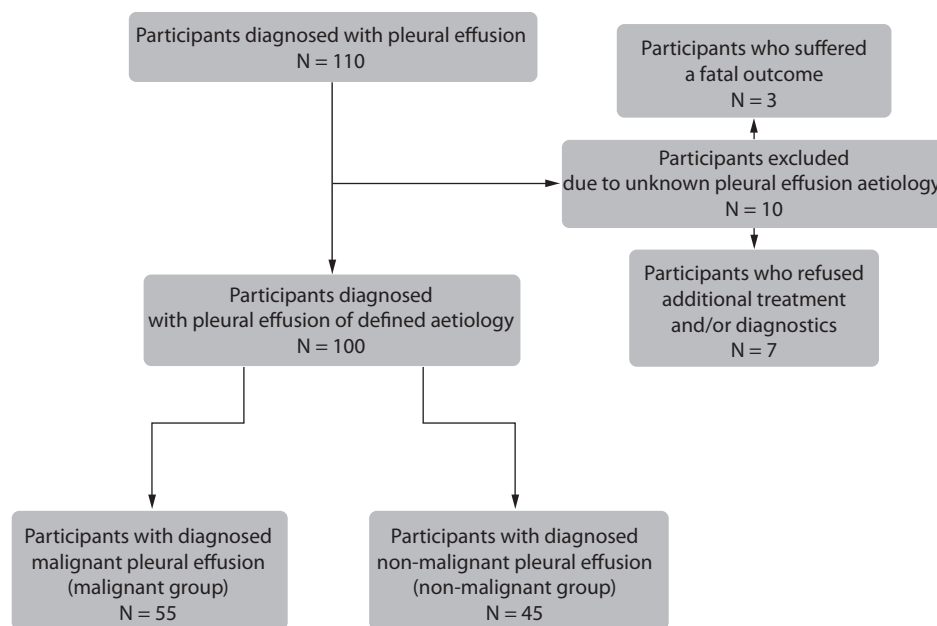 Participants diagnosed with pleural effusion
N = 110
Participants who suffered
a fatal outcome
N = 3
Participants excluded
due to unknown pleural effusion aetiology
N = 10
Participants diagnosed
with pleural effusion of defined aetiology
N = 100
Participants who refused
additional treatment
and/or diagnostics
N = 7
Participants with diagnosed
malignant pleural effusion
(malignant group)
N = 55
Participants with diagnosed
non-malignant pleural effusion
(non-malignant group)
N = 45